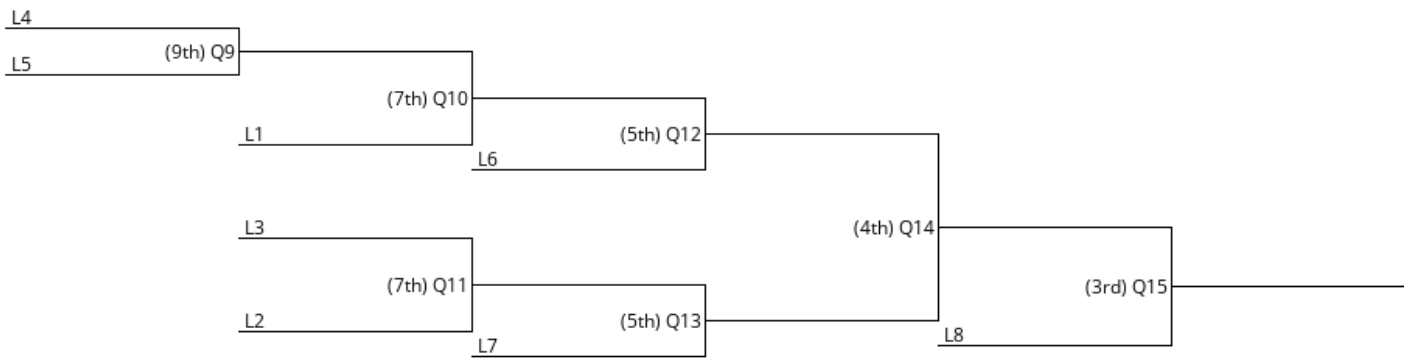 L4
L5
(9th) Q9
(7th) Q10
L1
L6
(5th) Q12
L3
L2
(7th) Q11
L7
(5th) Q13
(4th) Q14
L8
(3rd) Q15